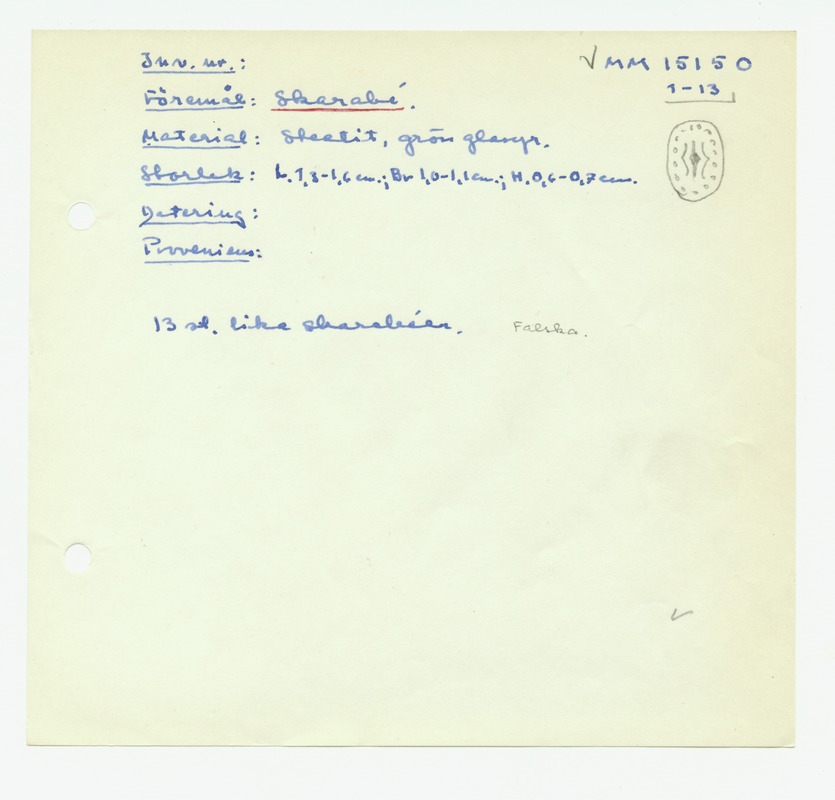 Inv. nr.: √ MM 15150
1-13
Föremål: Skarabé.
Material: Steatit, grön glasyr.
Storlek: L. 1,3-1,6 cm.; Br 1,0-1,1 cm.; H. 0,6-0,7 cm.
Datering:
Proveniens:
13 st. lika skarabéer. Falska.